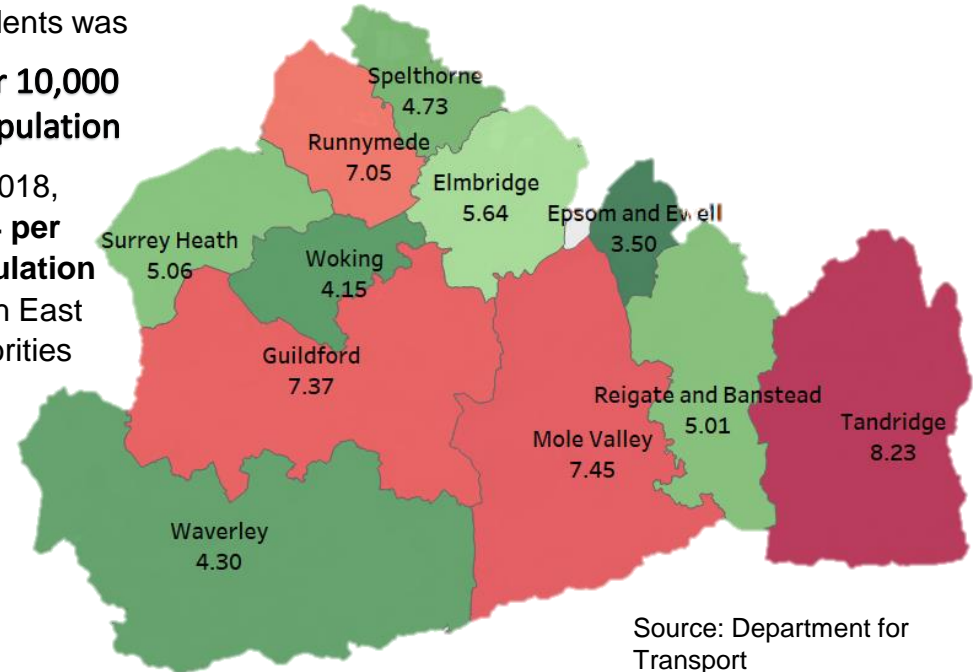 dents was
r 10,000
pulation
018,
per
ulation
n East
orities
Spelthorne
4.73
Runnymede
7.05
Elmbridge
5.64
Epsom and Ewell
3.50
Surrey Heath
5.06
Woking
4.15
Guildford
7.37
Reigate and Banstead
5.01
Mole Valley
7.45
Tandridge
8.23
Waverley
4.30
Source: Department for
Transport